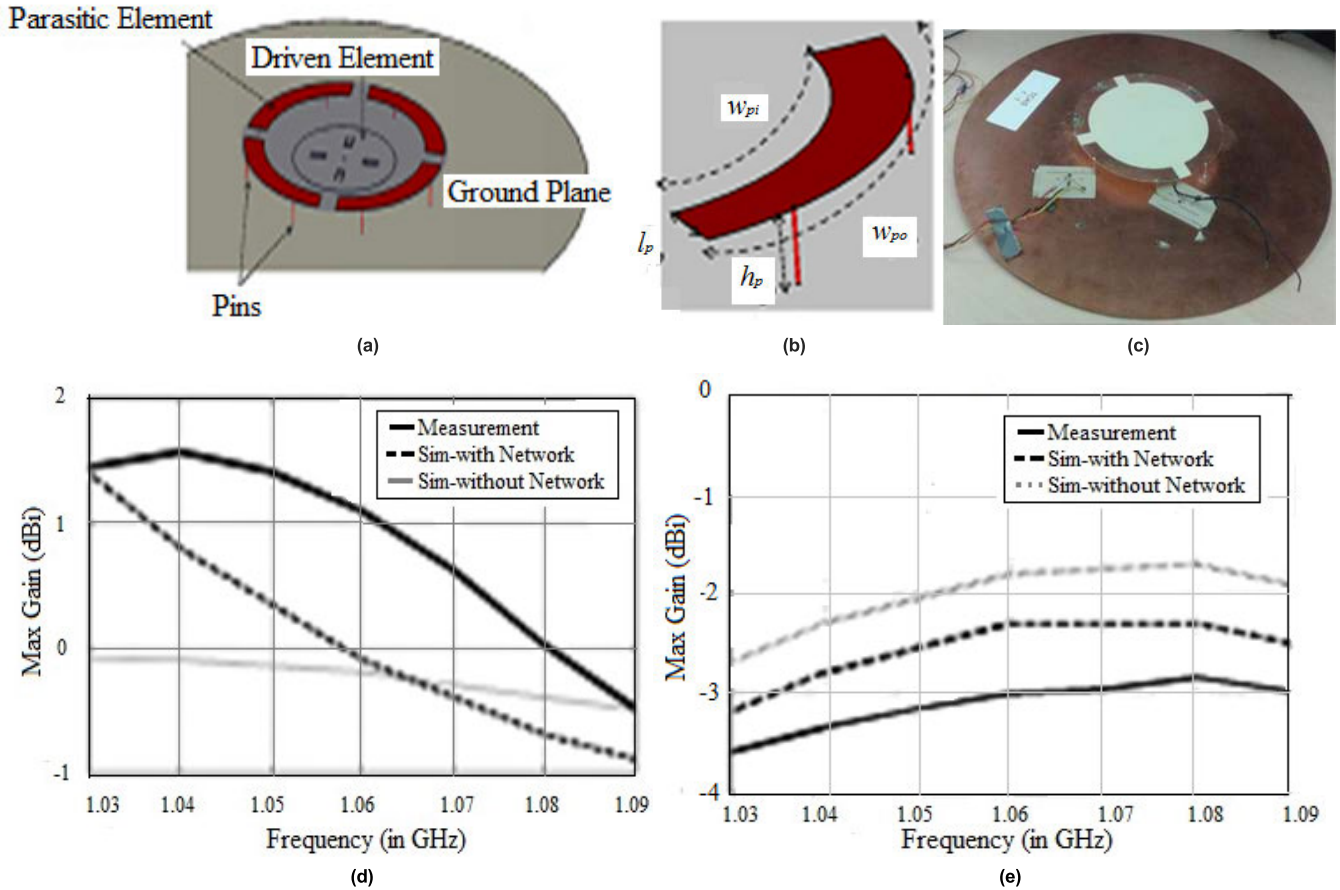 Parasitic Element
Driven Element
Ground Plane
Pins
(a)
w_pi
w_po
l_p
h_p
(b)
(c)
Max Gain (dBi)
2
1
0
-1
Measurement
Sim-with Network
Sim-without Network
1.03 1.04 1.05 1.06 1.07 1.08 1.09
Frequency (in GHz)
(d)
Max Gain (dBi)
0
-1
-2
-3
-4
Measurement
Sim-with Network
Sim-without Network
1.03 1.04 1.05 1.06 1.07 1.08 1.09
Frequency (in GHz)
(e)